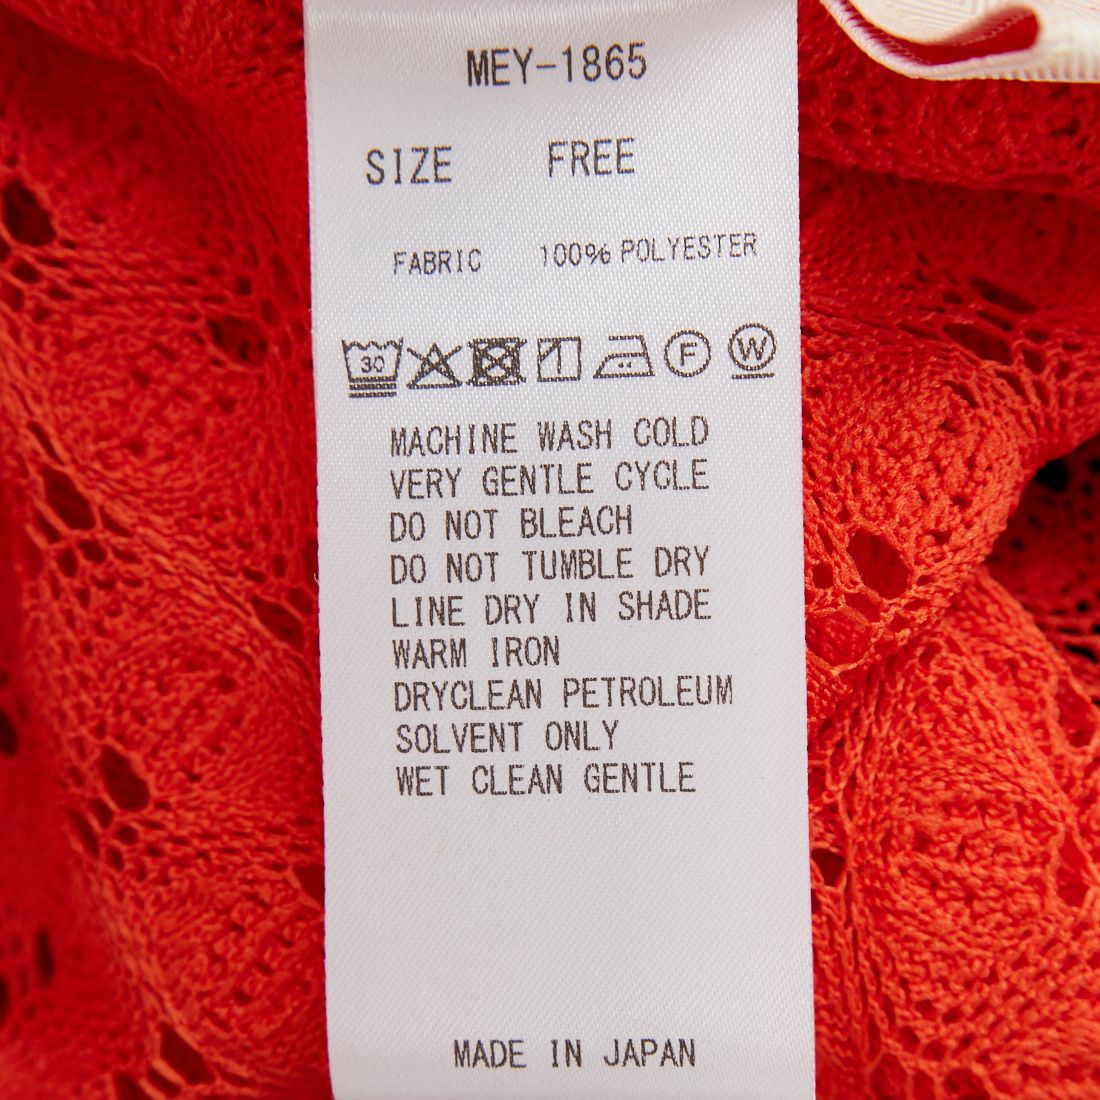 MEY-1865
SIZE FREE
FABRIC 100% POLYESTER
30 F W
MACHINE WASH COLD
VERY GENTLE CYCLE
DO NOT BLEACH
DO NOT TUMBLE DRY
LINE DRY IN SHADE
WARM IRON
DRYCLEAN PETROLEUM
SOLVENT ONLY
WET CLEAN GENTLE
MADE IN JAPAN